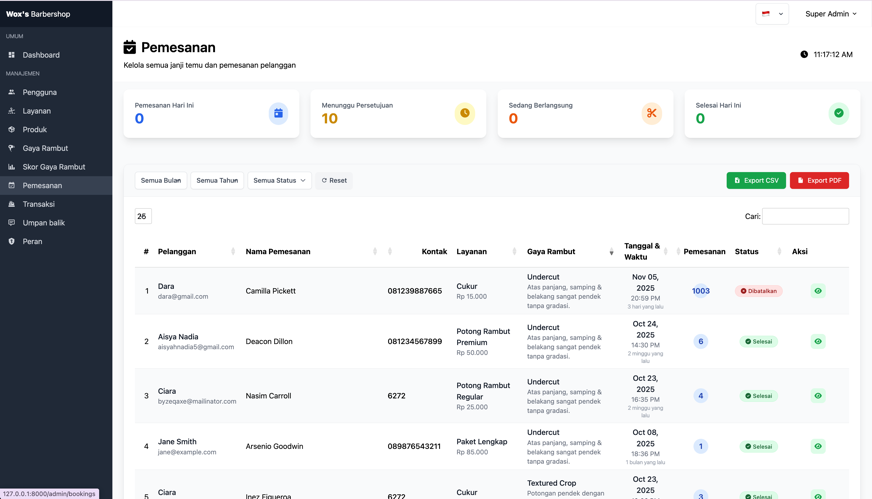 Wox's Barbershop
Super Admin
UMUM
Dashboard
MANAJEMEN
Pengguna
Layanan
Produk
Gaya Rambut
Skor Gaya Rambut
Pemesanan
Transaksi
Umpan balik
Peran
Pemesanan
Kelola semua janji temu dan pemesanan pelanggan
11:17:12 AM
Pemesanan Hari Ini
0
Menunggu Persetujuan
10
Sedang Berlangsung
0
Selesai Hari Ini
0
Semua Bulan
Semua Tahun
Semua Status
Reset
Export CSV
Export PDF
25
Cari:
# Pelanggan Nama Pemesanan Kontak Layanan Gaya Rambut Tanggal & Waktu Pemesanan Status Aksi
1
Dara
dara@gmail.com
Camilla Pickett
081239887665
Cukur
Rp 15.000
Undercut
Atas panjang, samping &
belakang sangat pendek
tanpa gradasi.
Nov 05,
2025
20:59 PM
3 hari yang lalu
1003
Dibatalkan
2
Aisya Nadia
aisyahnadia5@gmail.com
Deacon Dillon
081234567899
Potong Rambut
Premium
Rp 50.000
Undercut
Atas panjang, samping &
belakang sangat pendek
tanpa gradasi.
Oct 24,
2025
14:30 PM
2 minggu yang
lalu
6
Selesai
3
Ciara
byzeqaxe@mailinator.com
Nasim Carroll
6272
Potong Rambut
Regular
Rp 25.000
Undercut
Atas panjang, samping &
belakang sangat pendek
tanpa gradasi.
Oct 23,
2025
16:35 PM
2 minggu yang
lalu
4
Selesai
4
Jane Smith
jane@example.com
Arsenio Goodwin
089876543211
Paket Lengkap
Rp 85.000
Undercut
Atas panjang, samping &
belakang sangat pendek
tanpa gradasi.
Oct 08,
2025
18:36 PM
1 bulan yang lalu
1
Selesai
5
Ciara
Inez Figueroa
6272
Cukur
Textured Crop
Potongan pendek dengan
Oct 23,
2025
3
Selesai
127.0.0.1:8000/admin/bookings